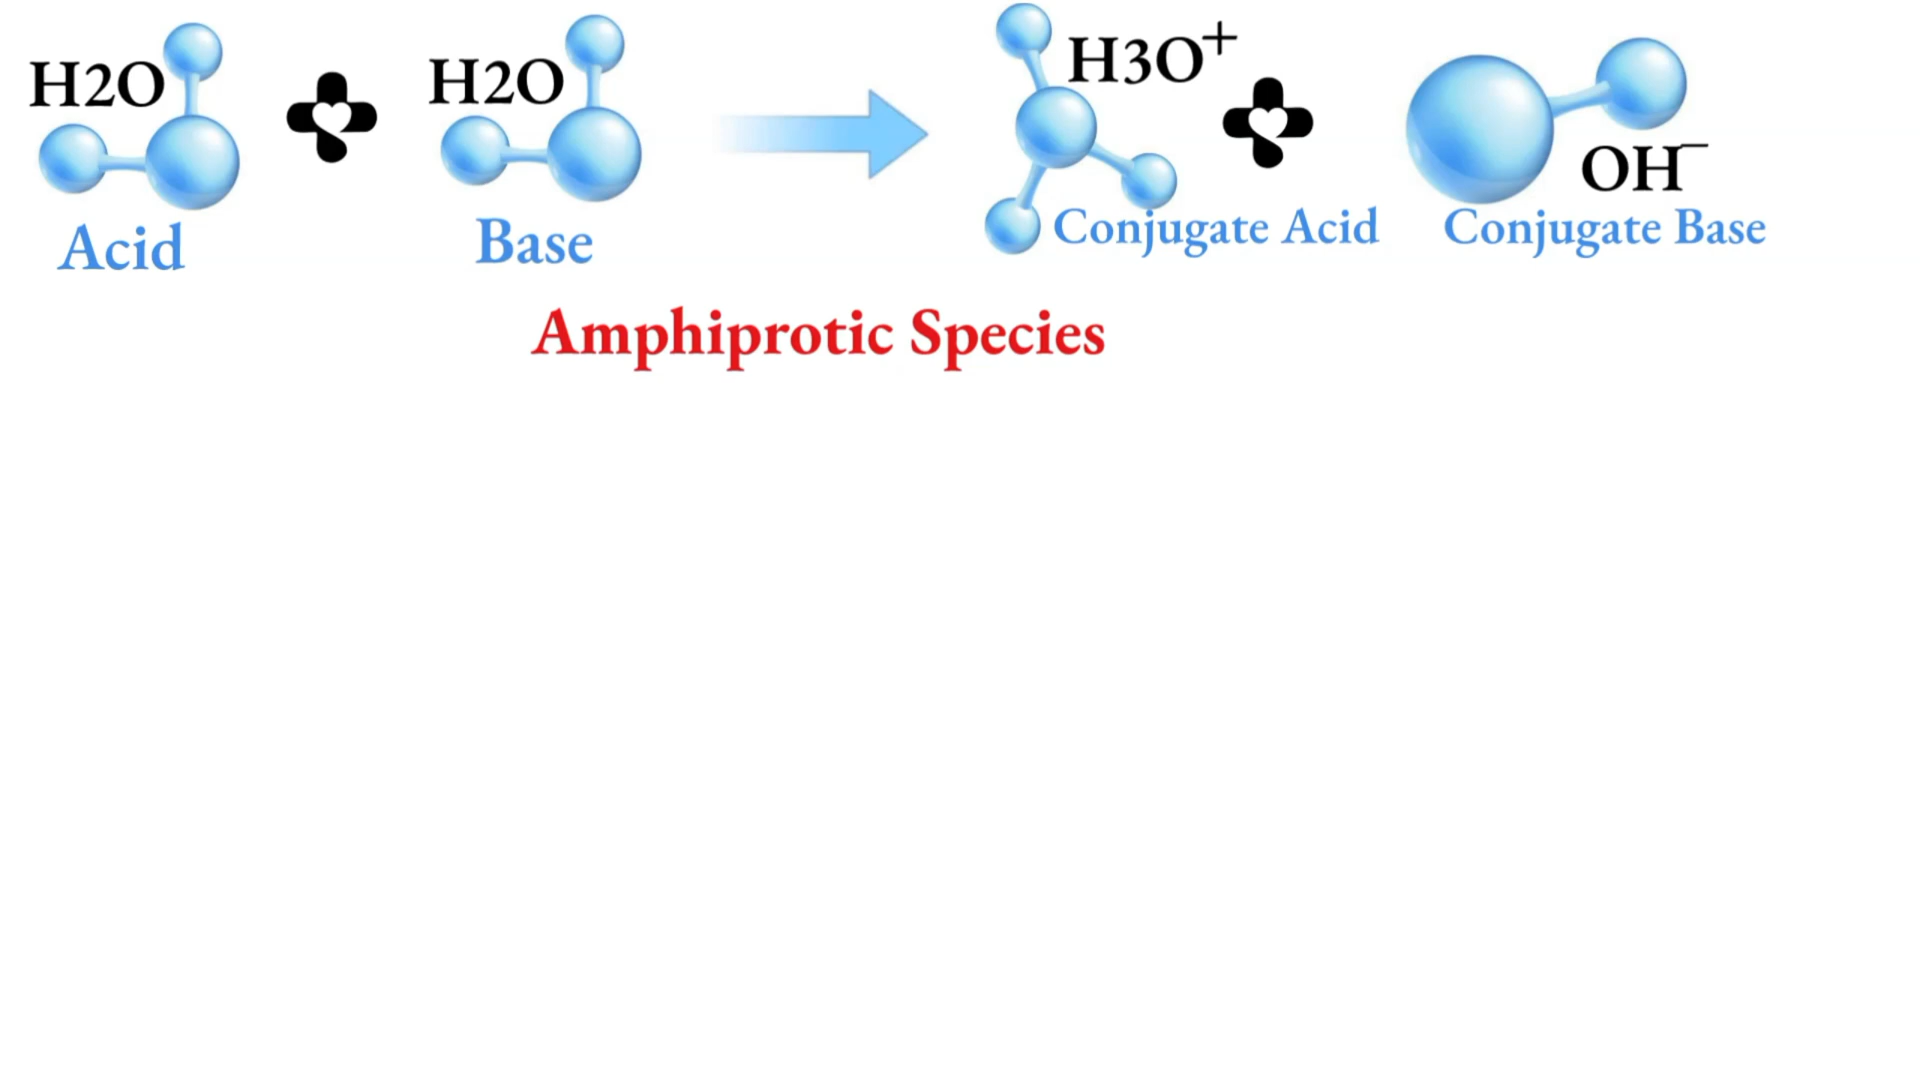 H2O
H2O
H3O+
OH−
Acid
Base
Conjugate Acid
Conjugate Base
Amphiprotic Species